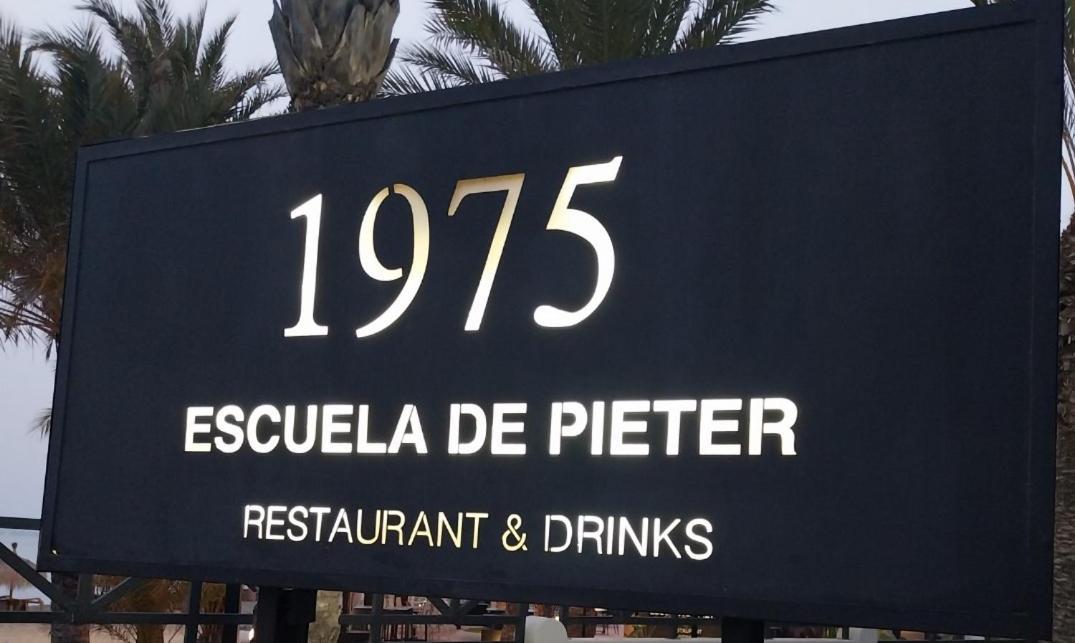 1975
ESCUELA DE PIETER
RESTAURANT & DRINKS